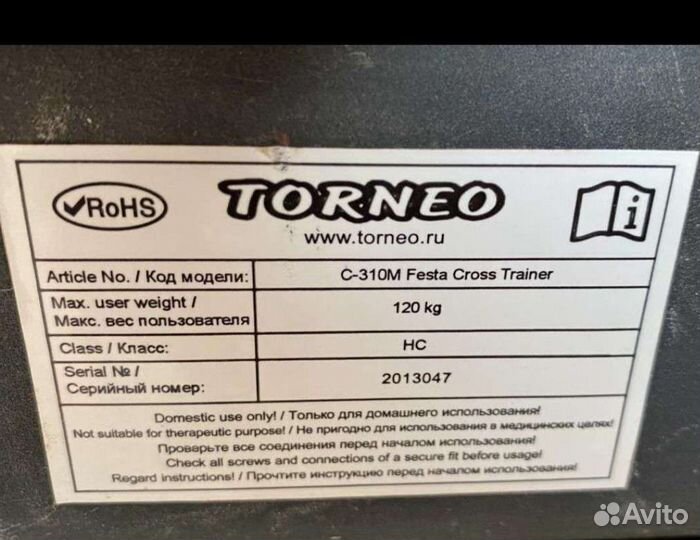 RoHS
TORNEO
www.torneo.ru
i
Article No. / Код модели: C-310M Festa Cross Trainer
Max. user weight /
Макс. вес пользователя 120 kg
Class / Класс: HC
Serial № /
Серийный номер: 2013047
Domestic use only! / Только для домашнего использования!
Not suitable for therapeutic purpose! / Не пригодно для использования в медицинских целях!
Проверьте все соединения перед началом использования!
Check all screws and connections of a secure fit before usage!
Regard instructions! / Прочтите инструкцию перед началом использования!
Avito